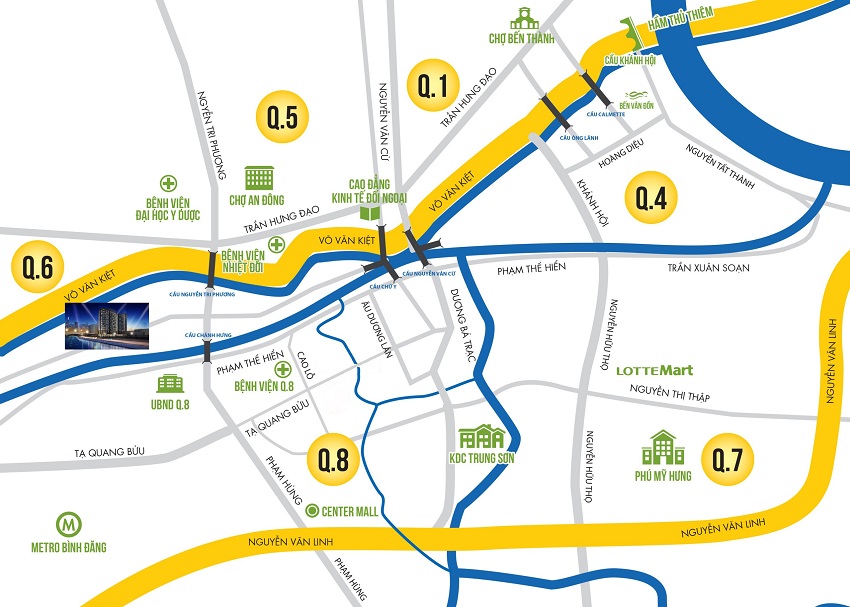 HẦM THỦ THIÊM
CHỢ BẾN THÀNH
CẦU KHÁNH HỘI
NGUYỄN TRI PHƯƠNG
Q.5
NGUYỄN VĂN CỪ
Q.1
TRẦN HƯNG ĐẠO
BẾN VÂN ĐỒN
CẦU CALMETTE
CẦU ÔNG LÃNH
HOÀNG DIỆU
NGUYỄN TẤT THÀNH
BỆNH VIỆN
ĐẠI HỌC Y DƯỢC
CHỢ AN ĐÔNG
CAO ĐẲNG
KINH TẾ ĐỐI NGOẠI
VÕ VĂN KIỆT
KHÁNH HỘI
Q.4
TRẦN HƯNG ĐẠO
VÕ VĂN KIỆT
BỆNH VIỆN
NHIỆT ĐỚI
Q.6
VÕ VĂN KIỆT
CẦU NGUYỄN TRI PHƯƠNG
CẦU CHỮ Y
CẦU NGUYỄN VĂN CỪ
PHẠM THẾ HIỂN
TRẦN XUÂN SOẠN
CẦU CHÁNH HƯNG
ÂU DƯƠNG LÂN
DƯƠNG BÁ TRẠC
NGUYỄN HỮU THỌ
NGUYỄN VĂN LINH
PHẠM THẾ HIỂN
CAO LỖ
BỆNH VIỆN Q.8
UBND Q.8
LOTTEMart
NGUYỄN THỊ THẬP
TẠ QUANG BỬU
TẠ QUANG BỬU
Q.8
KDC TRUNG SƠN
NGUYỄN HỮU THỌ
PHÚ MỸ HƯNG
Q.7
PHẠM HÙNG
CENTER MALL
M
METRO BÌNH ĐĂNG
NGUYỄN VĂN LINH
NGUYỄN VĂN LINH
PHẠM HÙNG